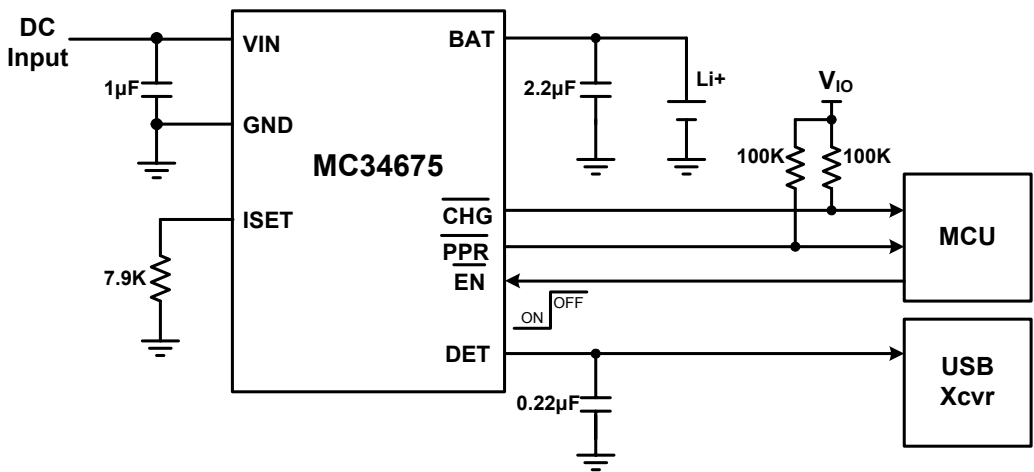 DC
Input
VIN
BAT
1µF
2.2µF
Li+
V_IO
GND
MC34675
100K
100K
ISET
CHG
MCU
PPR
7.9K
EN
ON
OFF
DET
USB
Xcvr
0.22µF